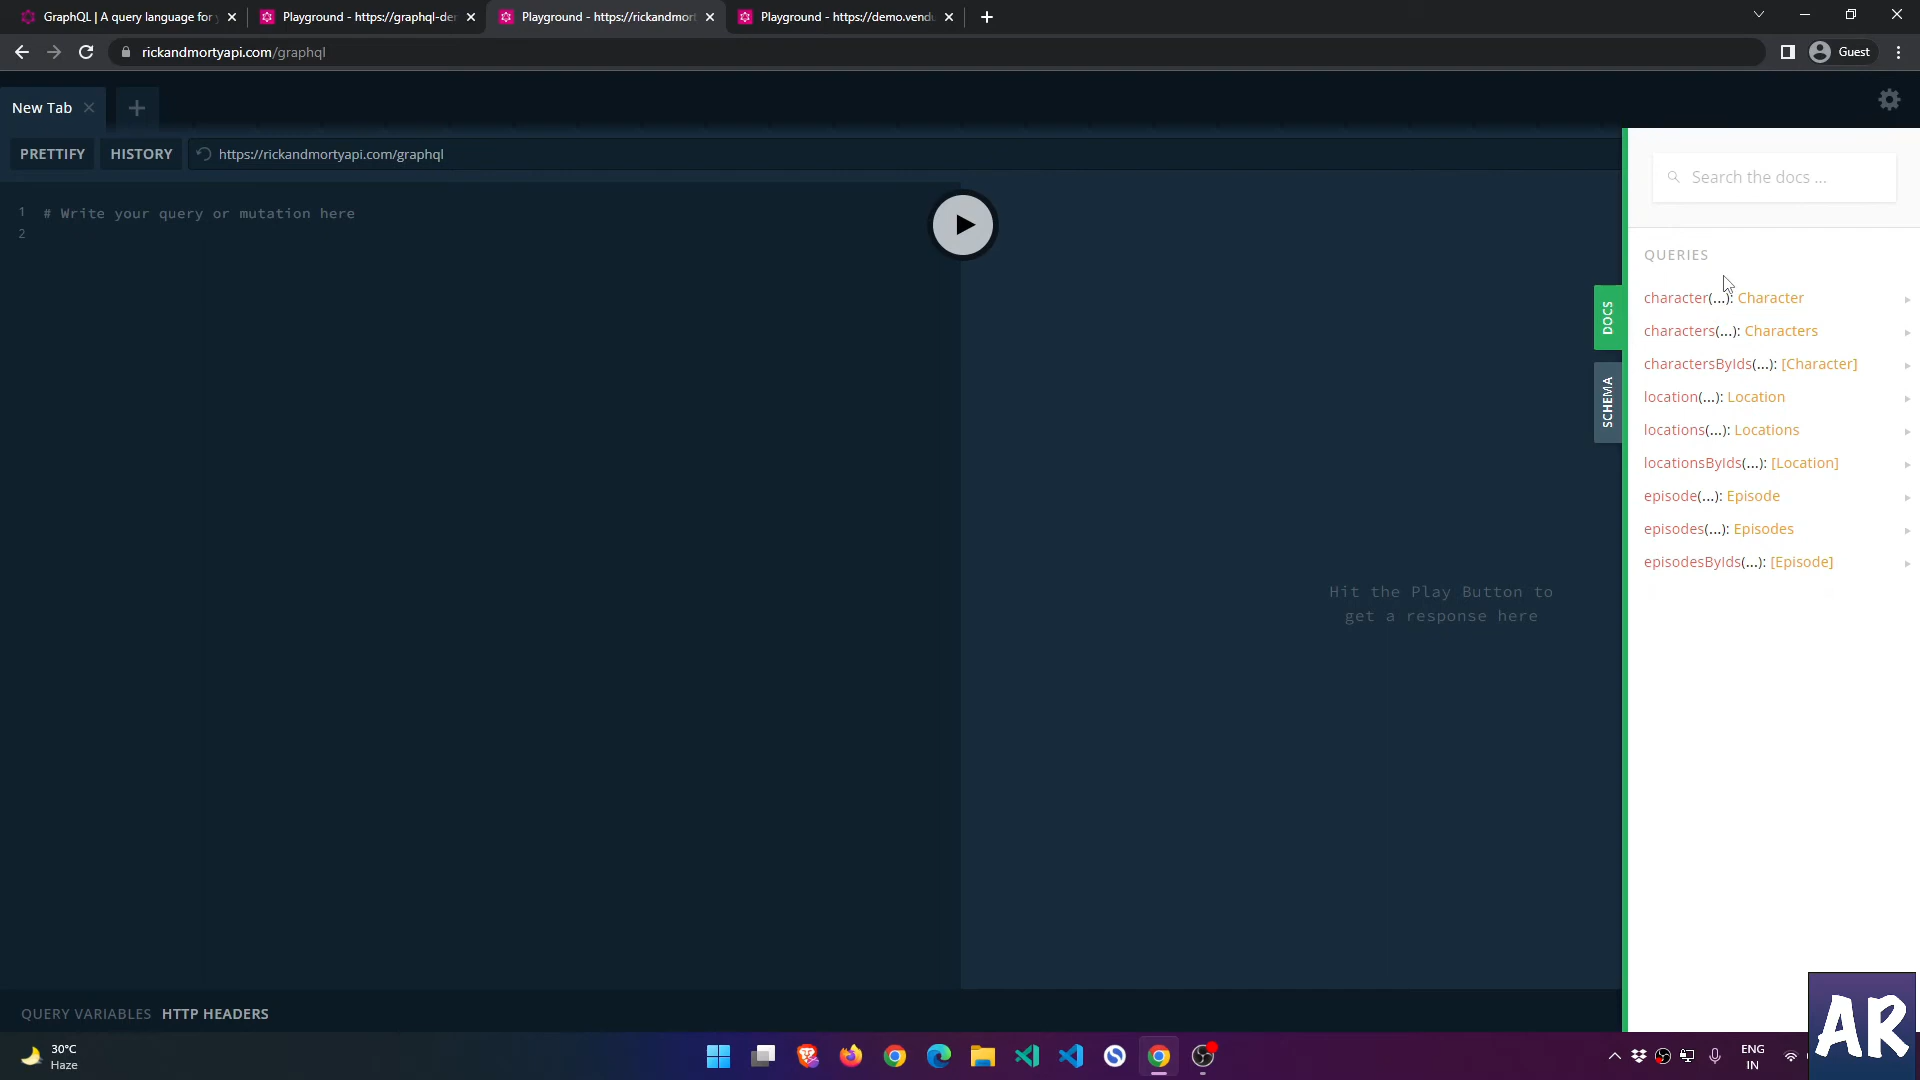 GraphQL | A query language for y
Playground - https://graphql-der
Playground - https://rickandmort
Playground - https://demo.vendu
rickandmortyapi.com/graphql
Guest
New Tab
PRETTIFY
HISTORY
https://rickandmortyapi.com/graphql
1 # Write your query or mutation here
2
Hit the Play Button to
get a response here
DOCS
SCHEMA
Search the docs ...
QUERIES
character(...): Character
characters(...): Characters
charactersByIds(...): [Character]
location(...): Location
locations(...): Locations
locationsByIds(...): [Location]
episode(...): Episode
episodes(...): Episodes
episodesByIds(...): [Episode]
QUERY VARIABLES HTTP HEADERS
30°C
Haze
ENG
IN
AR